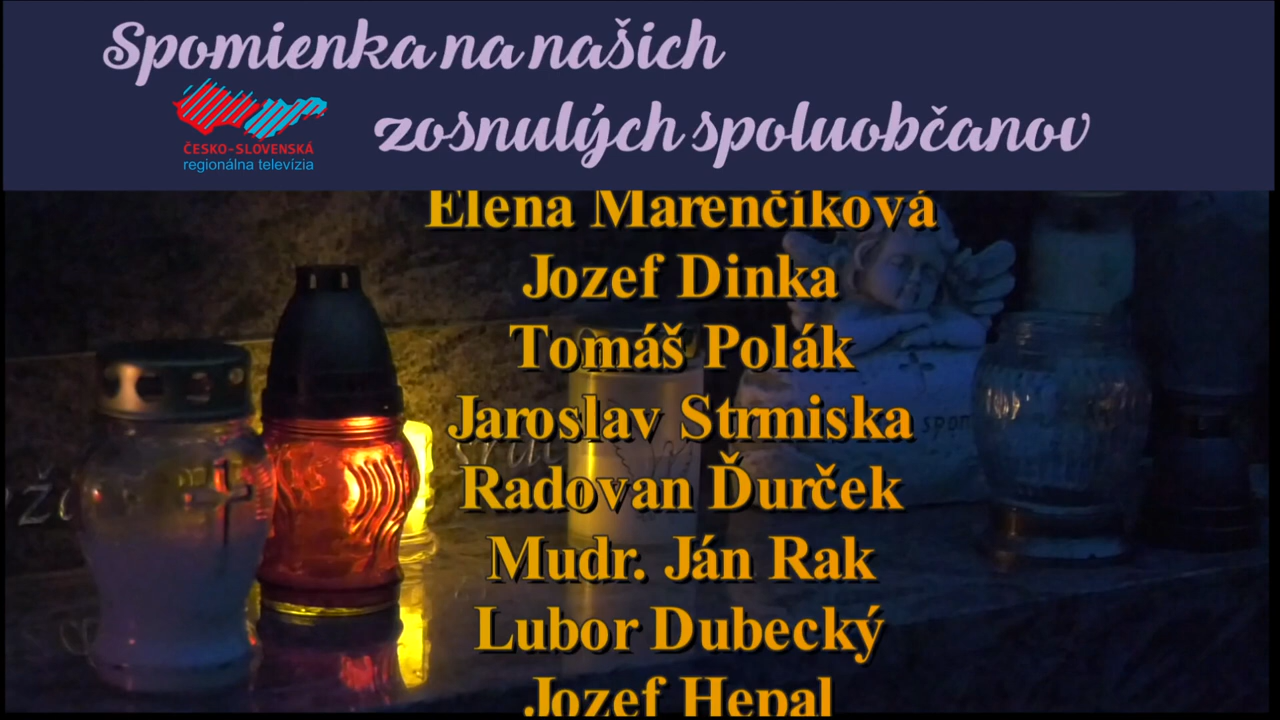 Spomienka na našich
zosnulých spoluobčanov
ČESKO-SLOVENSKÁ
regionálna televízia
Elena Marenčíková
Jozef Dinka
Tomáš Polák
Jaroslav Strmiska
Radovan Ďurček
Mudr. Ján Rak
Lubor Dubecký
Jozef Hepal